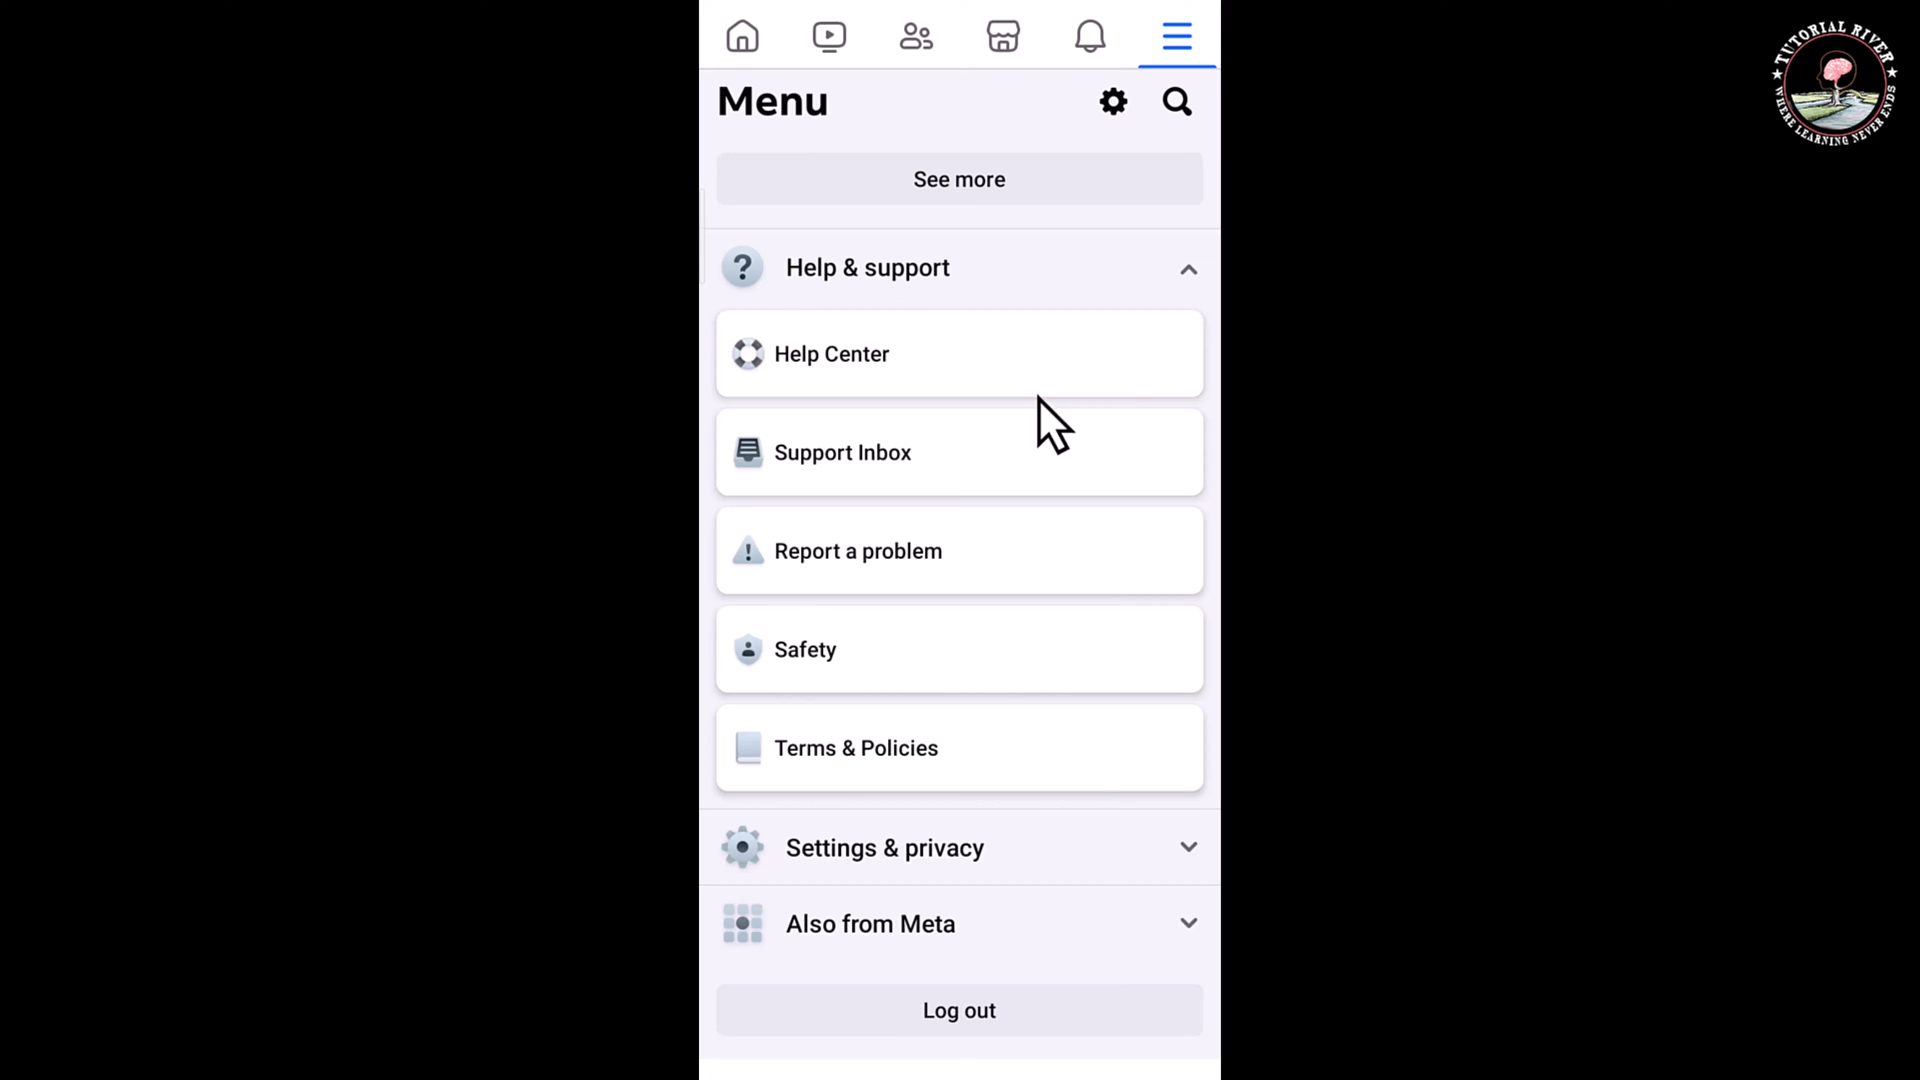 TUTORIAL RIVER
WHERE LEARNING NEVER ENDS
Menu
See more
Help & support
Help Center
Support Inbox
Report a problem
Safety
Terms & Policies
Settings & privacy
Also from Meta
Log out